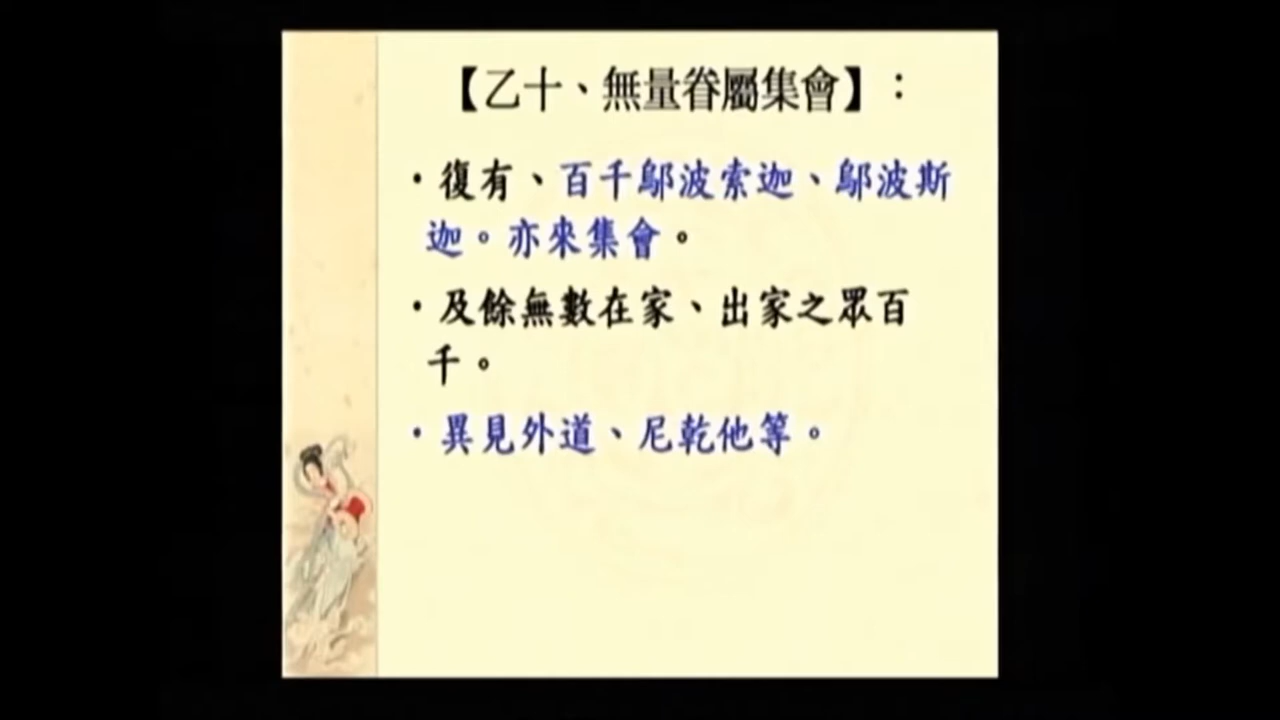 【乙十、無量眷屬集會】：
・復有、百千鄔波索迦、鄔波斯
迦。亦來集會。
・及餘無數在家、出家之眾百
千。
・異見外道、尼乾他等。